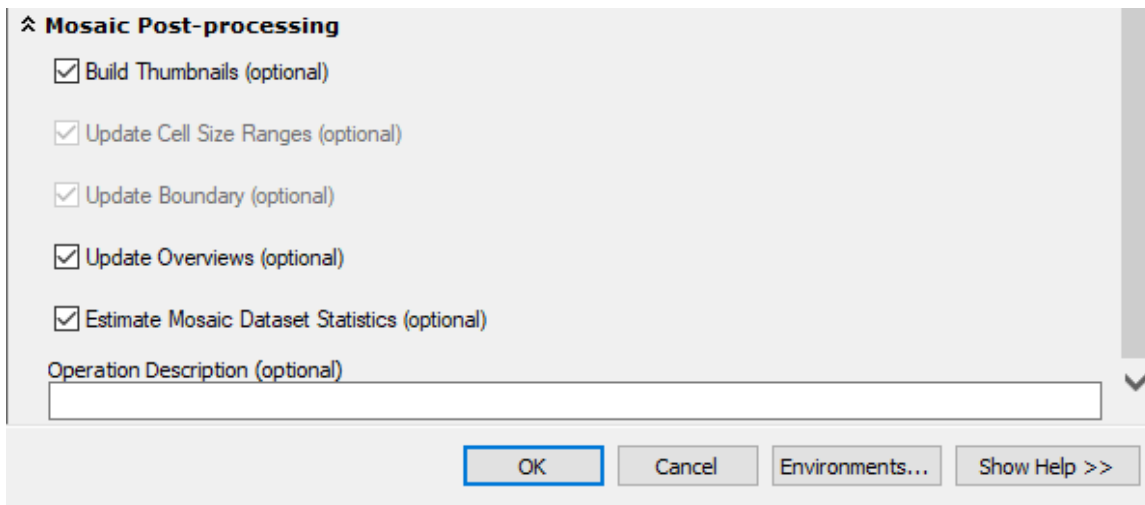 Mosaic Post-processing
Build Thumbnails (optional)
Update Cell Size Ranges (optional)
Update Boundary (optional)
Update Overviews (optional)
Estimate Mosaic Dataset Statistics (optional)
Operation Description (optional)
OK Cancel Environments... Show Help >>